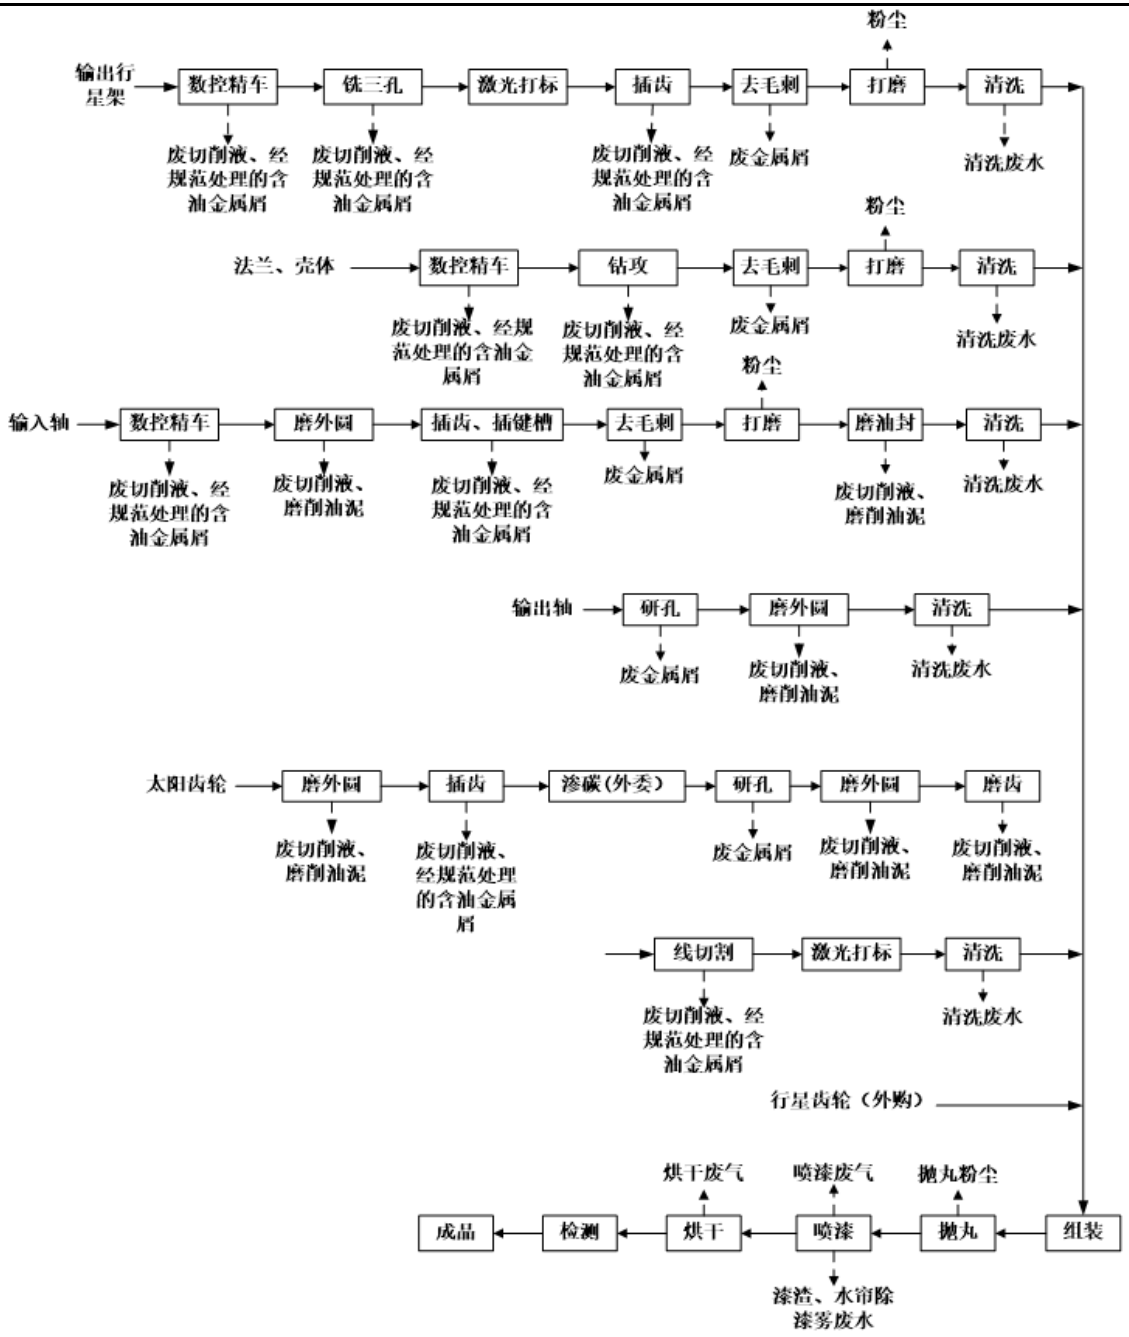 粉尘
输出行
星架
数控精车
铣三孔
激光打标
插齿
去毛刺
打磨
清洗
废切削液、经
规范处理的含
油金属屑
废切削液、经
规范处理的含
油金属屑
废切削液、经
规范处理的含
油金属屑
废金属屑
清洗废水
粉尘
法兰、壳体
数控精车
钻攻
去毛刺
打磨
清洗
废切削液、经规
范处理的含油金
属屑
废切削液、经
规范处理的含
油金属屑
废金属屑
清洗废水
粉尘
输入轴
数控精车
磨外圆
插齿、插键槽
去毛刺
打磨
磨油封
清洗
废切削液、经
规范处理的含
油金属屑
废切削液、
磨削油泥
废切削液、经
规范处理的含
油金属屑
废金属屑
废切削液、
磨削油泥
清洗废水
输出轴
研孔
磨外圆
清洗
废金属屑
废切削液、
磨削油泥
清洗废水
太阳齿轮
磨外圆
插齿
渗碳(外委）
研孔
磨外圆
磨齿
废切削液、
磨削油泥
废切削液、
经规范处理
的含油金属
屑
废金属屑
废切削液、
磨削油泥
废切削液、
磨削油泥
线切割
激光打标
清洗
废切削液、经
规范处理的含
油金属屑
清洗废水
行星齿轮（外购）
烘干废气
喷漆废气
抛丸粉尘
成品
检测
烘干
喷漆
抛丸
组装
漆渣、水帘除
漆雾废水